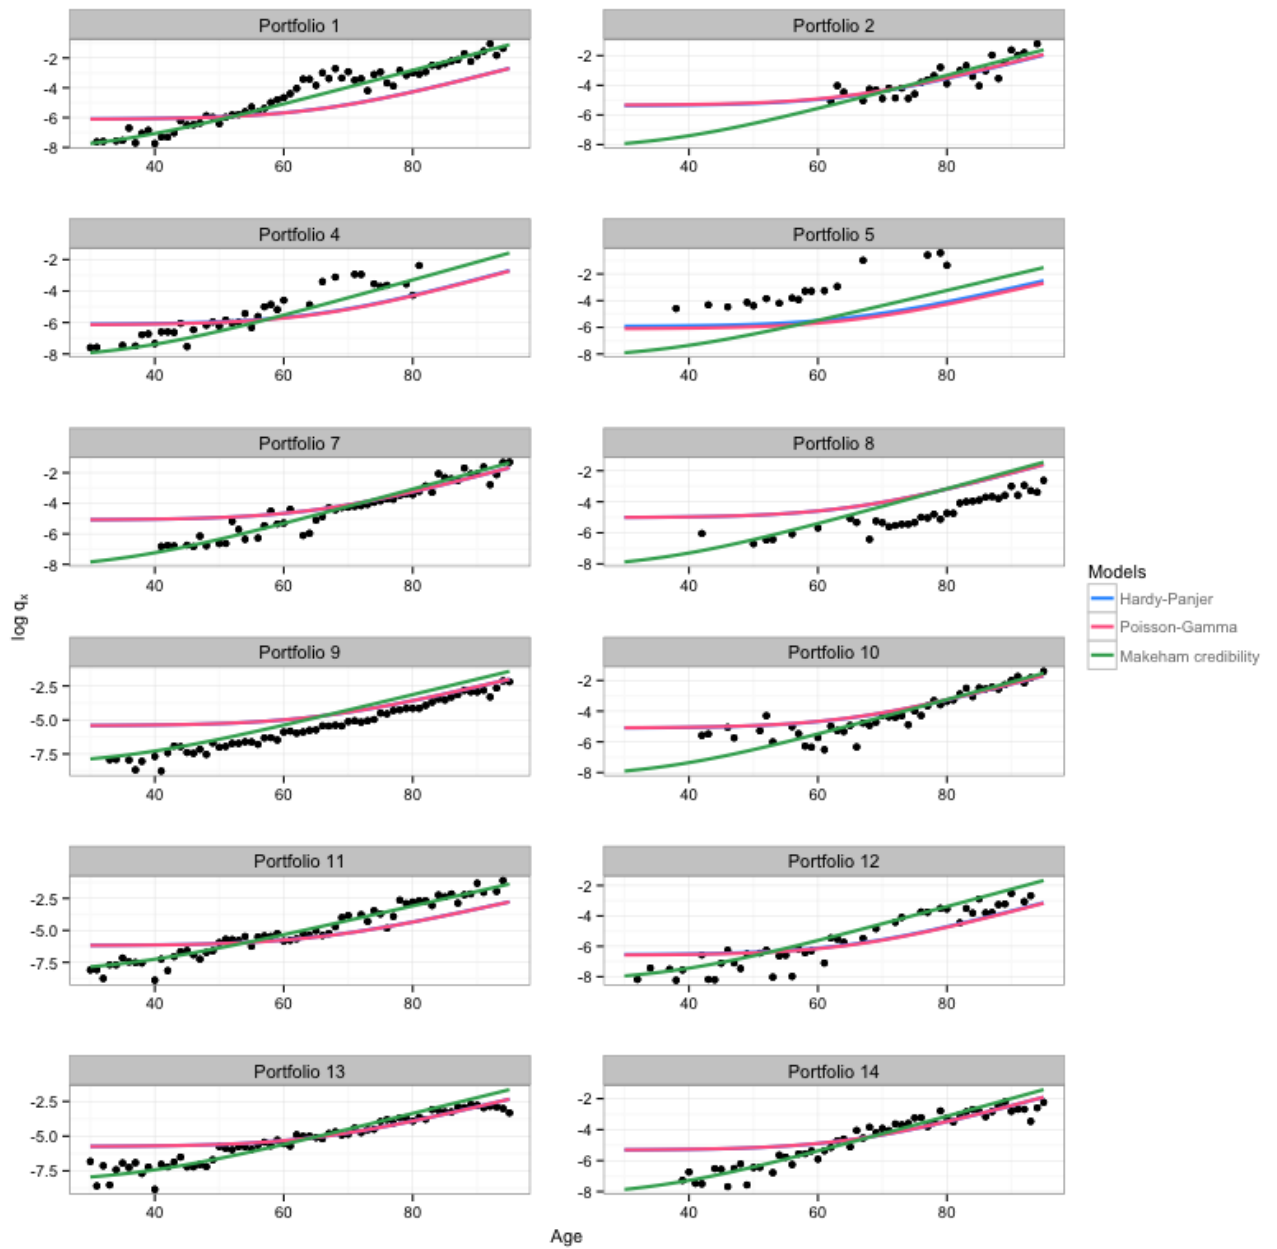 Portfolio 1
-2
-4
-6
-8
40 60 80
Portfolio 2
-2
-4
-6
-8
40 60 80
Portfolio 4
-2
-4
-6
-8
40 60 80
Portfolio 5
-2
-4
-6
-8
40 60 80
Portfolio 7
-2
-4
-6
-8
40 60 80
Portfolio 8
-2
-4
-6
-8
40 60 80
Portfolio 9
-2.5
-5.0
-7.5
40 60 80
Portfolio 10
-2
-4
-6
-8
40 60 80
Portfolio 11
-2.5
-5.0
-7.5
40 60 80
Portfolio 12
-2
-4
-6
-8
40 60 80
Portfolio 13
-2.5
-5.0
-7.5
40 60 80
Portfolio 14
-2
-4
-6
-8
40 60 80
log qₓ
Age
Models
Hardy-Panjer
Poisson-Gamma
Makeham credibility